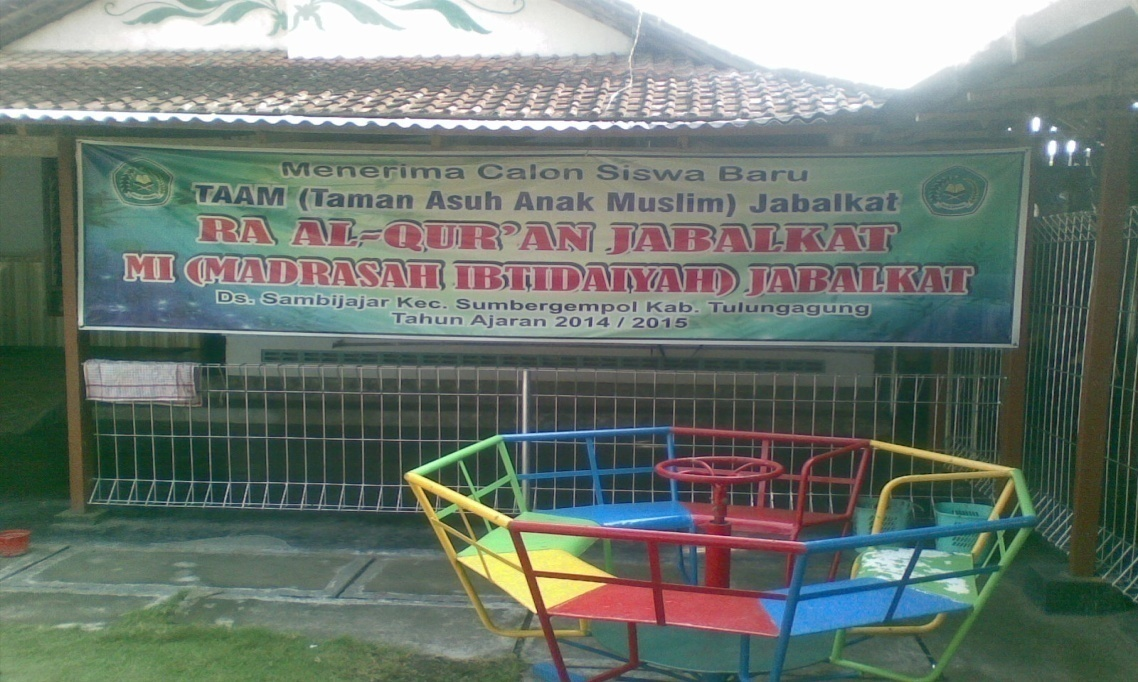 Menerima Calon Siswa Baru
TAAM (Taman Asuh Anak Muslim) Jabalkat
RA AL-QUR'AN JABALKAT
MI (MADRASAH IBTIDAIYAH) JABALKAT
Ds. Sambijajar Kec. Sumbergempol Kab. Tulungagung
Tahun Ajaran 2014 / 2015